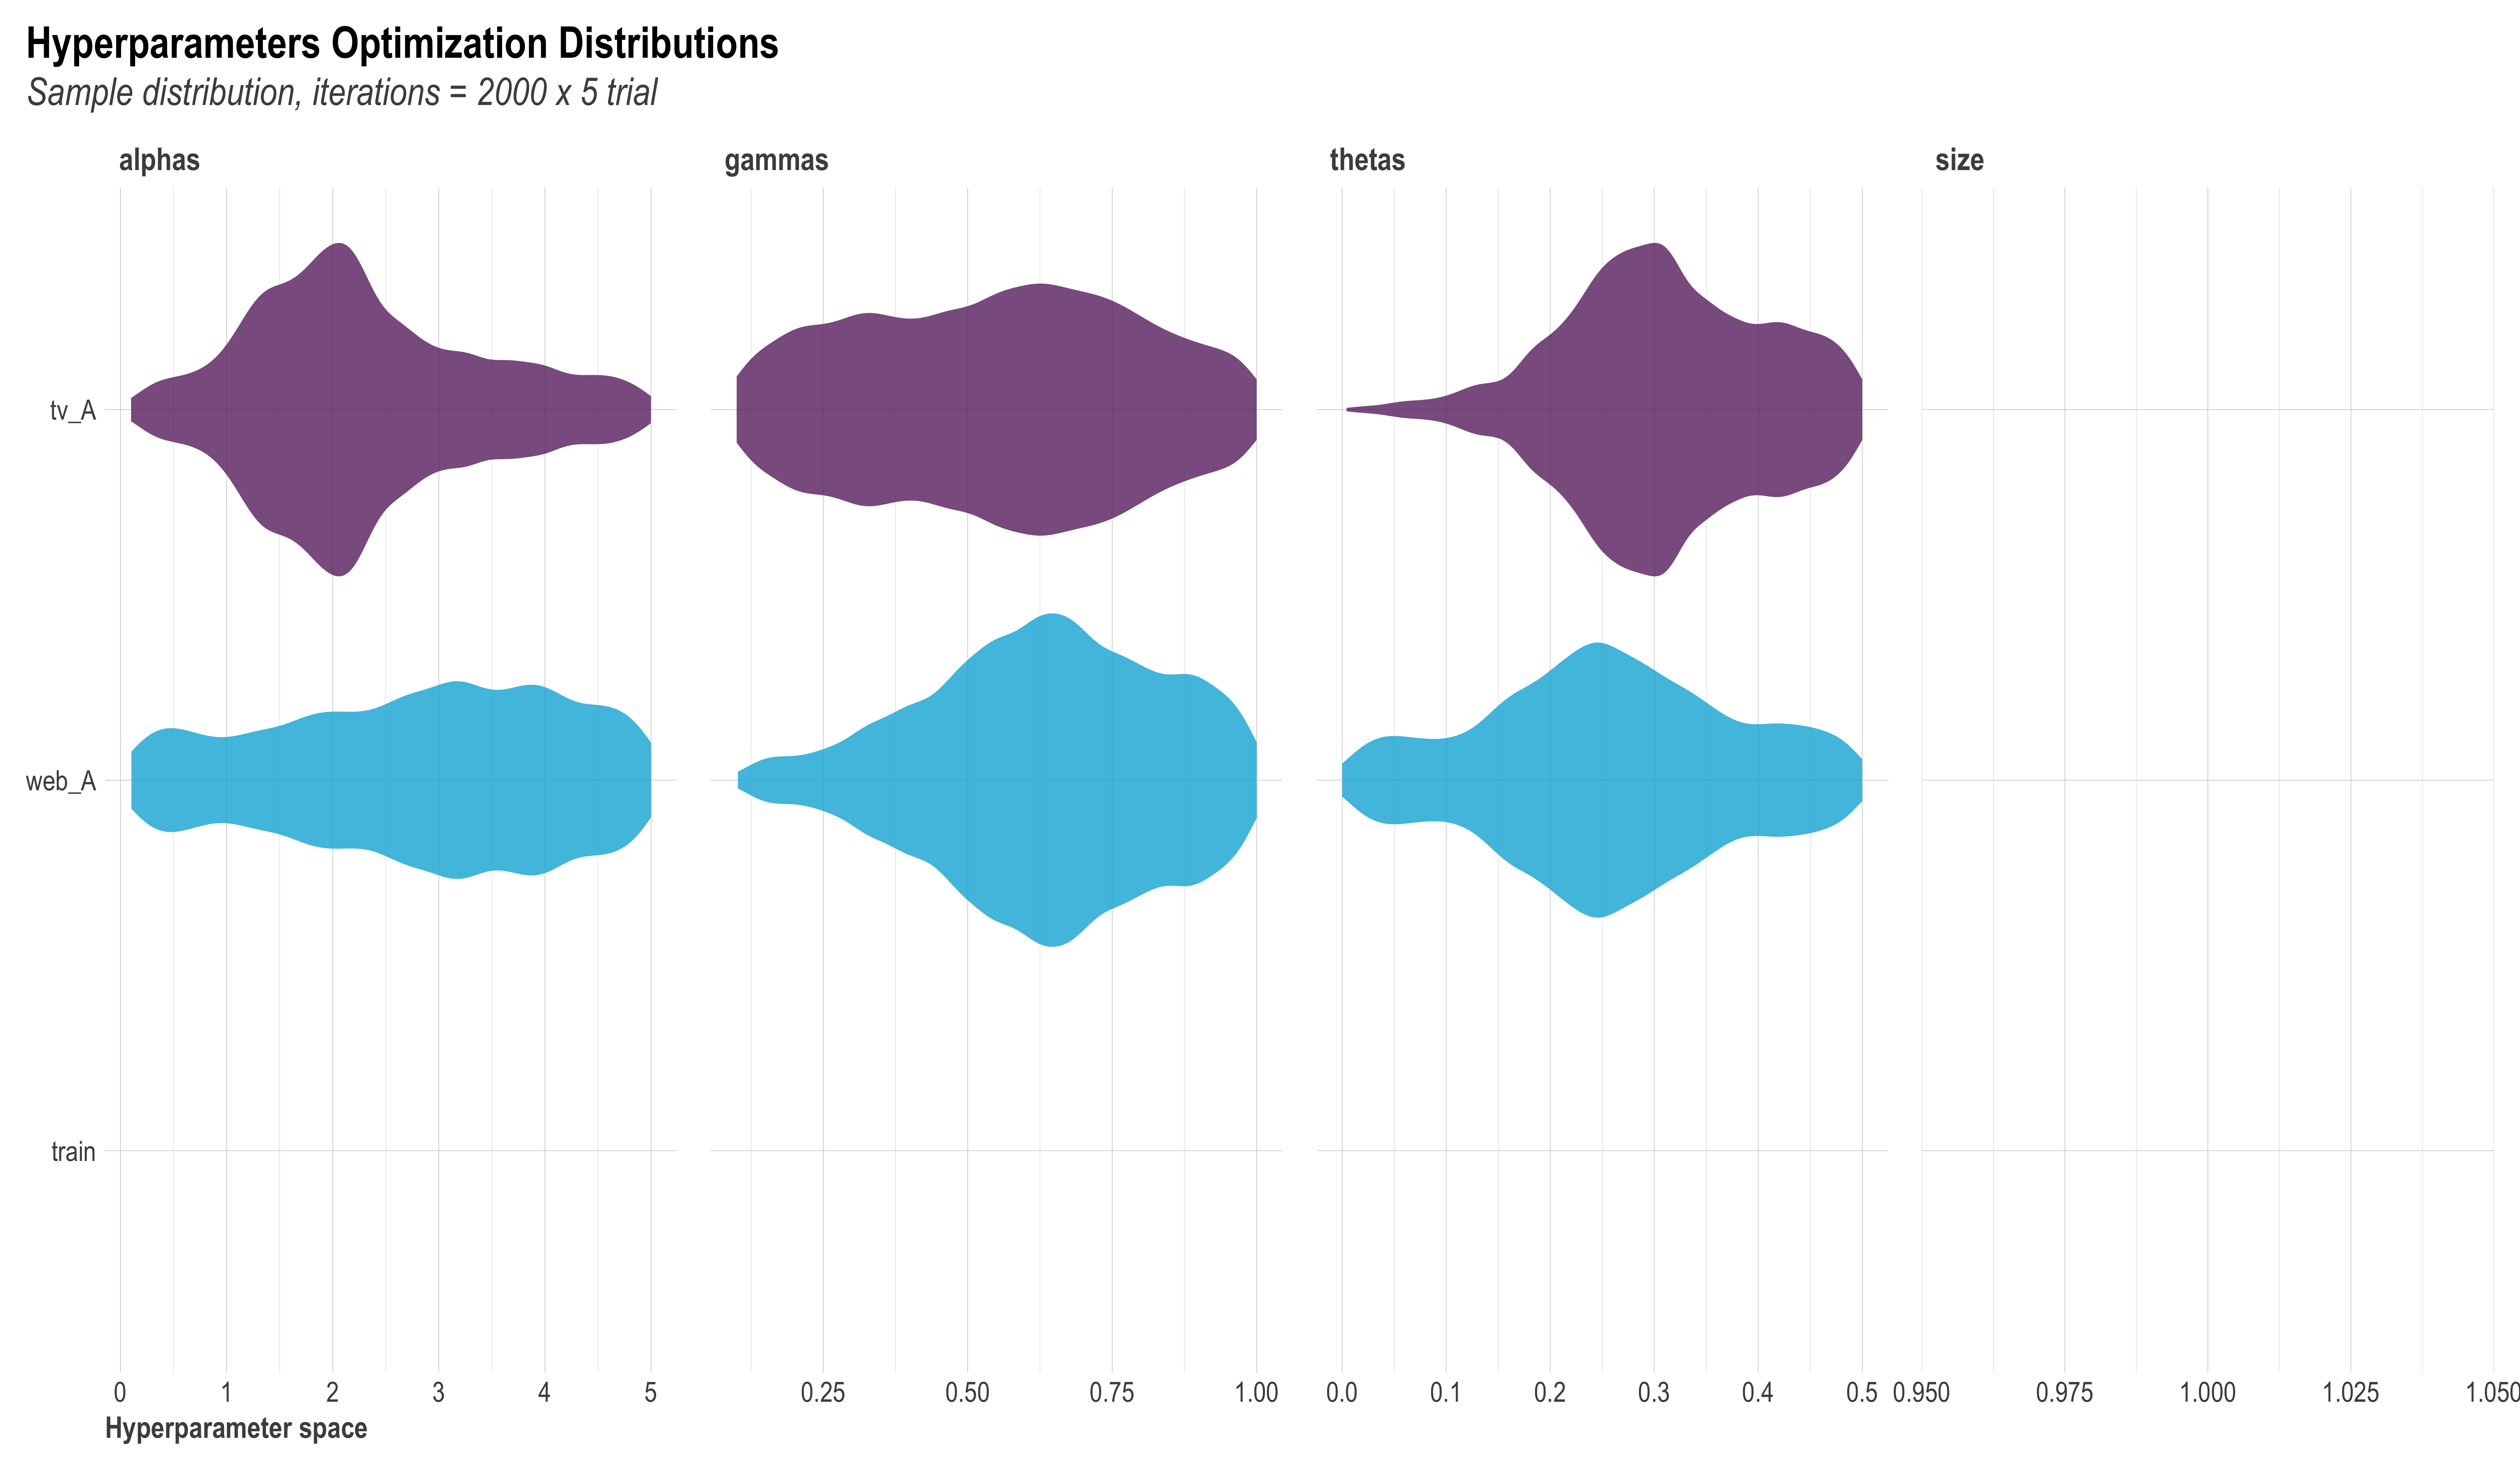 Hyperparameters Optimization Distributions
Sample distribution, iterations = 2000 x 5 trial
alphas gammas thetas size
tv_A
web_A
train
0 1 2 3 4 5 0.25 0.50 0.75 1.00 0.0 0.1 0.2 0.3 0.4 0.5 0.950 0.975 1.000 1.025 1.050
Hyperparameter space